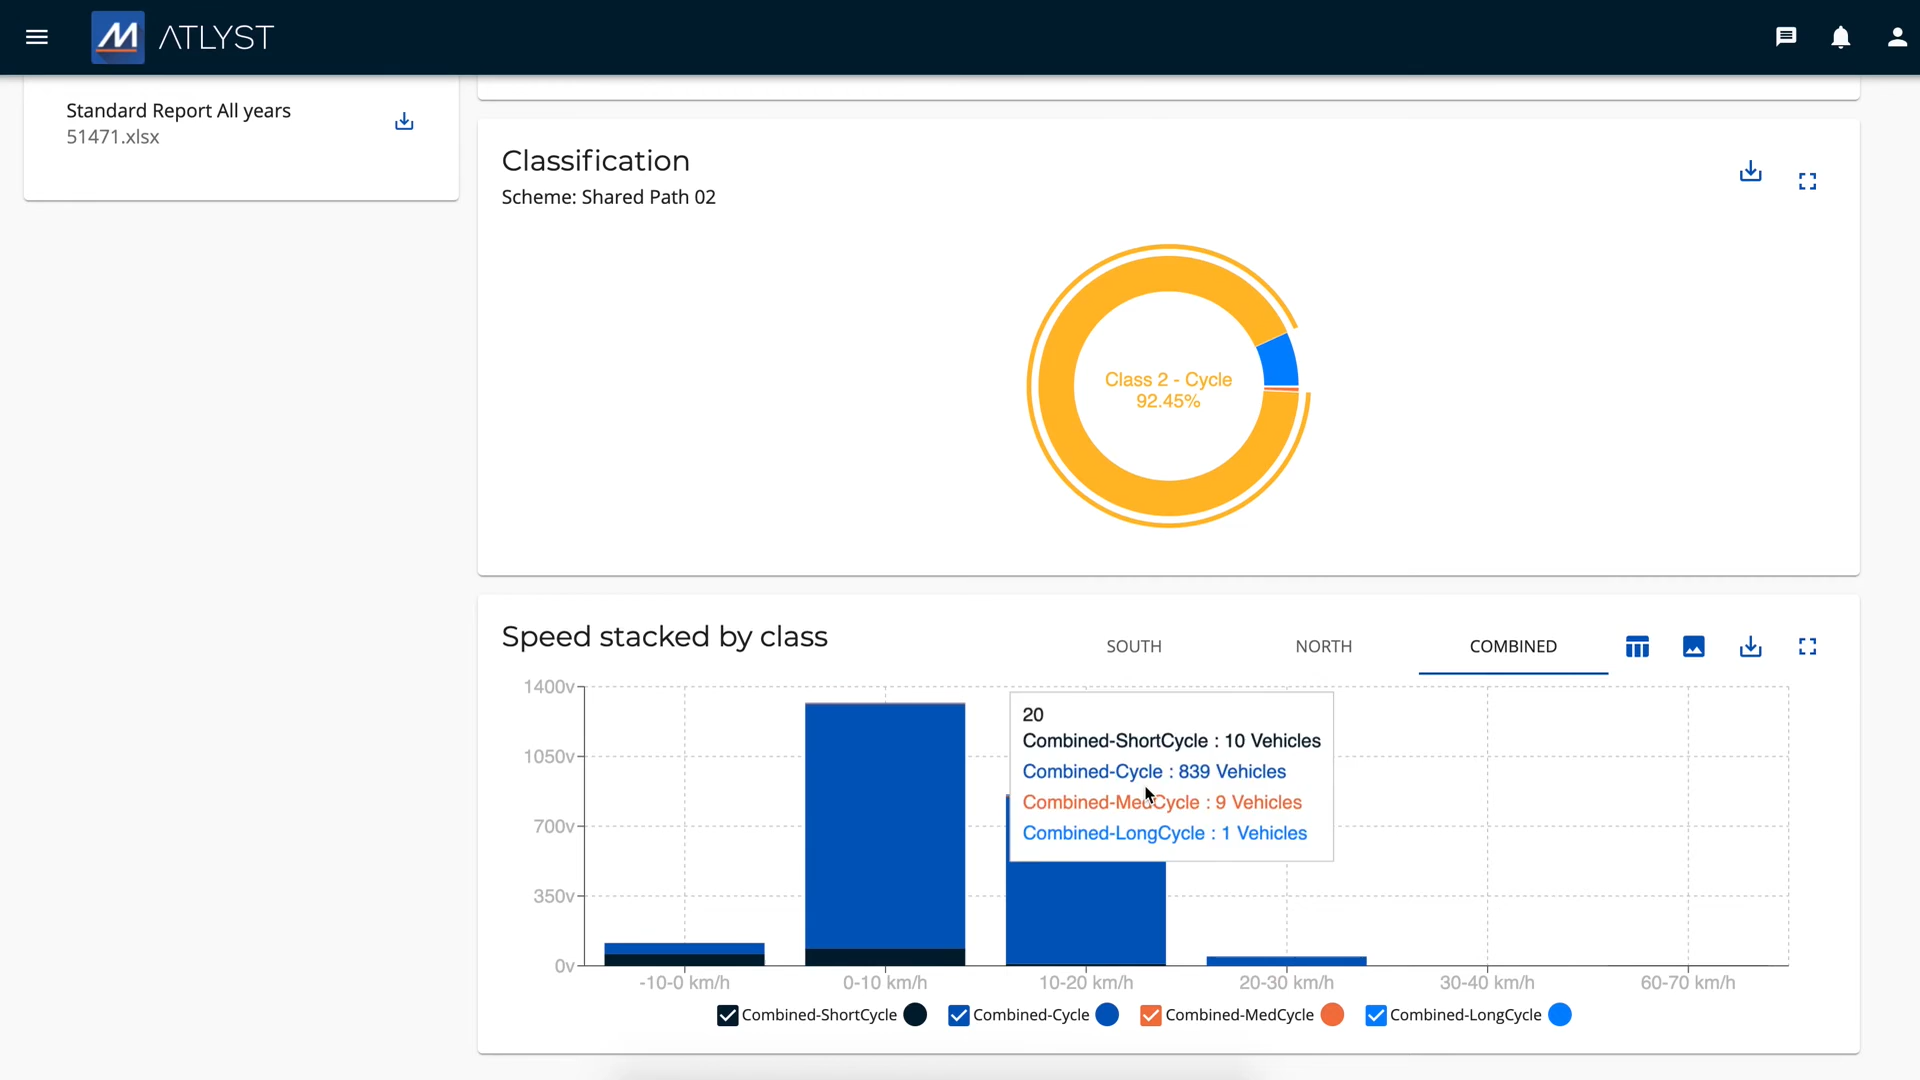 ATLYST
Standard Report All years
51471.xlsx
Classification
Scheme: Shared Path 02
Class 2 - Cycle
92.45%
Speed stacked by class
SOUTH
NORTH
COMBINED
1400v
1050v
700v
350v
0v
20
Combined-ShortCycle : 10 Vehicles
Combined-Cycle : 839 Vehicles
Combined-MedCycle : 9 Vehicles
Combined-LongCycle : 1 Vehicles
-10-0 km/h
0-10 km/h
10-20 km/h
20-30 km/h
30-40 km/h
60-70 km/h
Combined-ShortCycle
Combined-Cycle
Combined-MedCycle
Combined-LongCycle